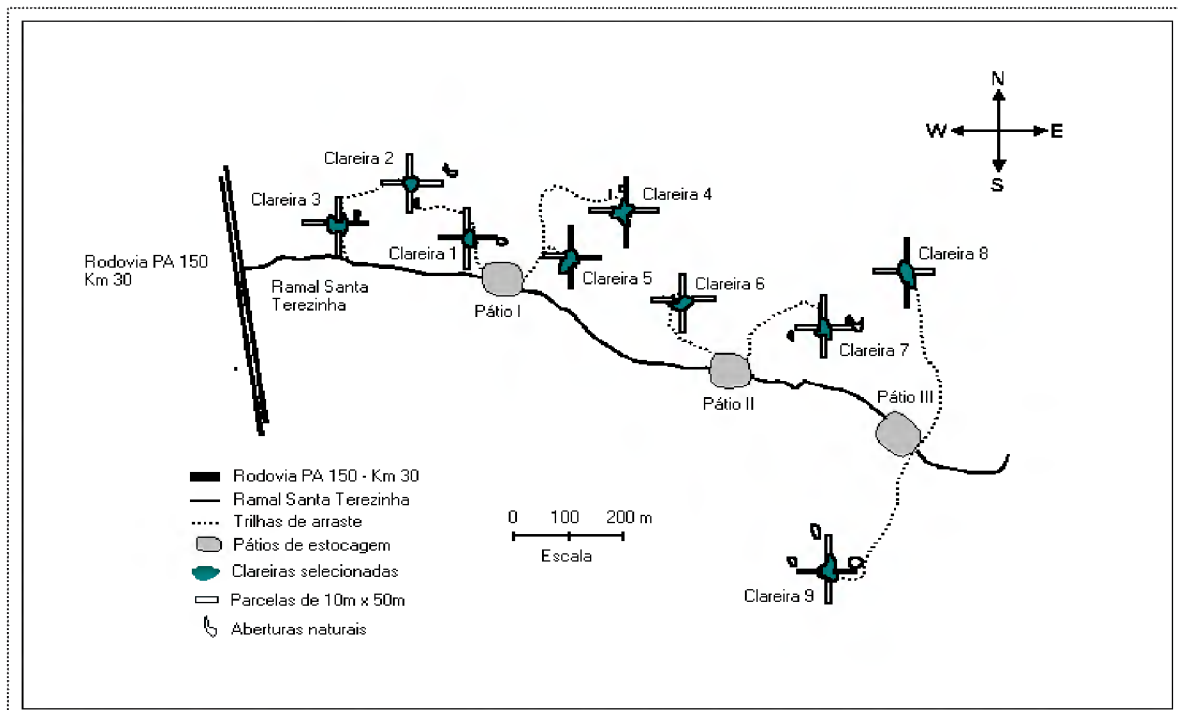 N
W E
S
Clareira 2
Clareira 3
Clareira 4
Clareira 1
Clareira 5
Clareira 8
Rodovia PA 150
Km 30
Ramal Santa
Terezinha
Clareira 6
Pátio I
Clareira 7
Pátio II
Pátio III
Rodovia PA 150 - Km 30
Ramal Santa Terezinha
Trilhas de arraste
Pátios de estocagem
Clareiras selecionadas
Parcelas de 10m x 50m
Aberturas naturais
0 100 200 m
Escala
Clareira 9